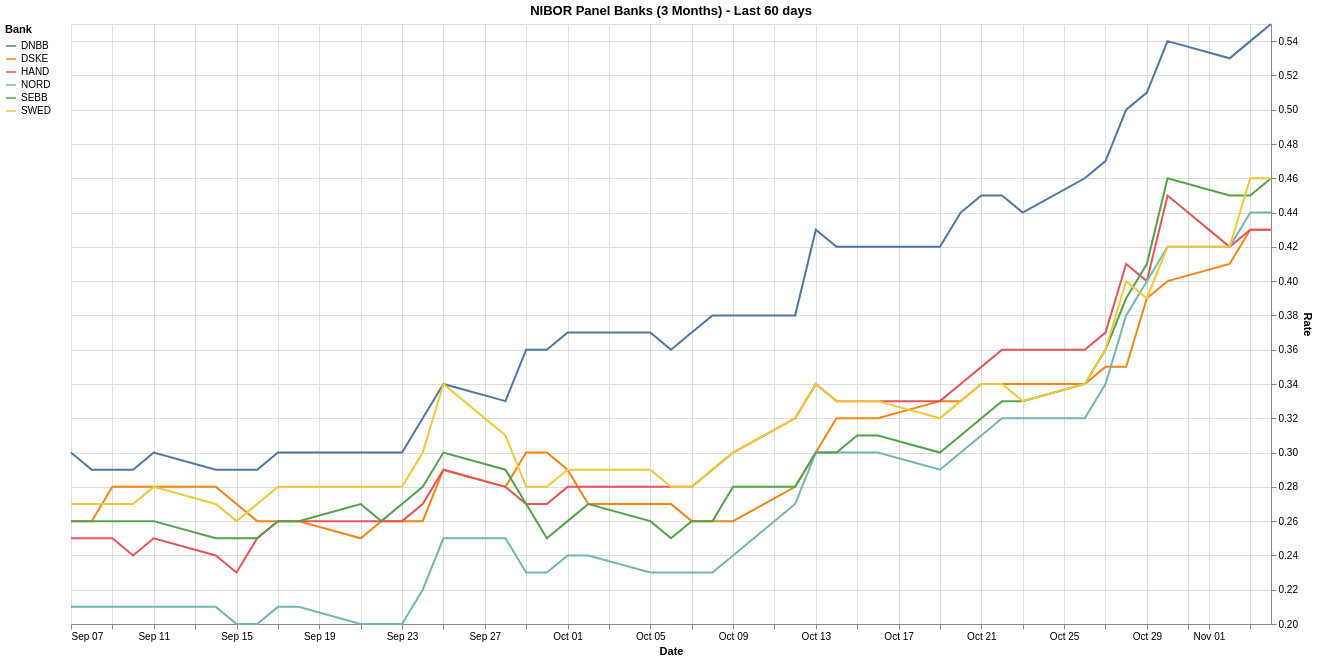 NIBOR Panel Banks (3 Months) - Last 60 days
Bank
DNBB
DSKE
HAND
NORD
SEBB
SWED
0.54
0.52
0.50
0.48
0.46
0.44
0.42
0.40
0.38
0.36
0.34
0.32
0.30
0.28
0.26
0.24
0.22
0.20
Rate
Sep 07 Sep 11 Sep 15 Sep 19 Sep 23 Sep 27 Oct 01 Oct 05 Oct 09 Oct 13 Oct 17 Oct 21 Oct 25 Oct 29 Nov 01
Date